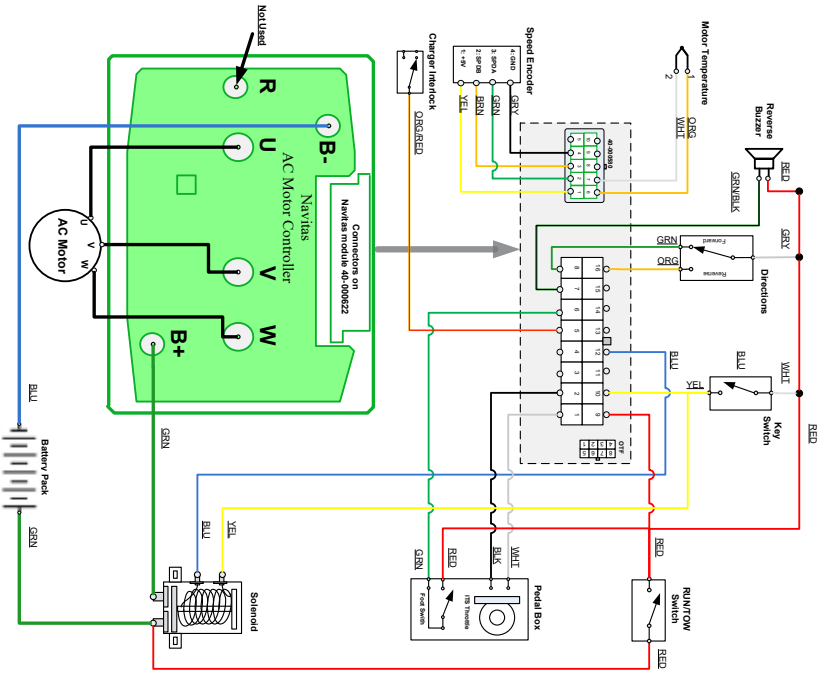 Not Used
R
U
V
W
B-
B+
Navitas
AC Motor Controller
Connectors on
Navitas module 40-000622
U
V
W
AC Motor
BLU
GRN
Battery Pack
GRN
Charger Interlock
ORG/RED
Speed Encoder
4: GND
3: SPDA
2: SPDB
1: +5V
GRY
GRN
BRN
YEL
Motor Temperature
1
2
ORG
WHT
40-000580
Reverse
Buzzer
RED
GRN/BLK
GRY
GRN
ORG
Forward
Reverse
Directions
WHT
BLU
YEL
Key
Switch
BLU
RED
8
7
6
5
4
3
2
1
16
15
14
13
12
11
10
9
OTF
RED
RUN/TOW
Switch
RED
GRN
RED
BLK
WHT
Pedal Box
ITS Throttle
Foot Swith
BLU
YEL
Solenoid